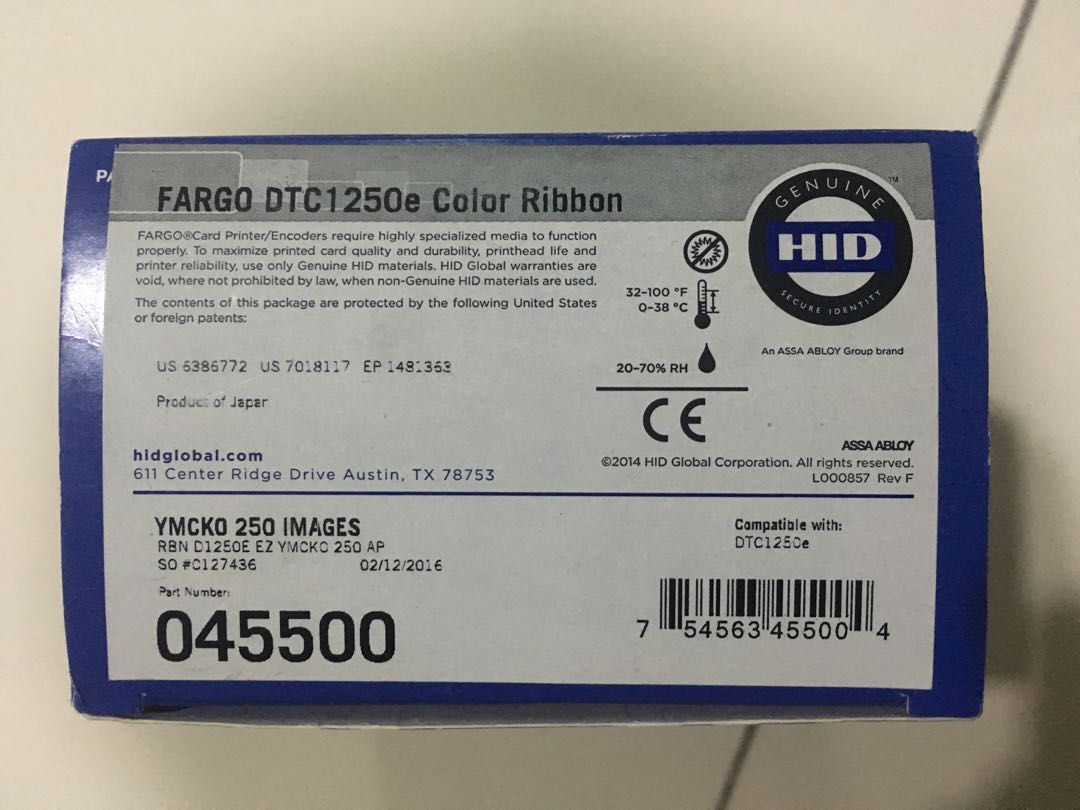 PA
FARGO DTC1250e Color Ribbon
FARGO®Card Printer/Encoders require highly specialized media to function
properly. To maximize printed card quality and durability, printhead life and
printer reliability, use only Genuine HID materials. HID Global warranties are
void, where not prohibited by law, when non-Genuine HID materials are used.
The contents of this package are protected by the following United States
or foreign patents:
US 6386772 US 7018117 EP 1481363
Product of Japan
hidglobal.com
611 Center Ridge Drive Austin, TX 78753
32-100 °F
0-38 °C
20-70% RH
CE
GENUINE
HID
TM
SECURE IDENTITY
An ASSA ABLOY Group brand
ASSA ABLOY
©2014 HID Global Corporation. All rights reserved.
L000857 Rev F
YMCKO 250 IMAGES
RBN D1250E EZ YMCKO 250 AP
SO #C127436 02/12/2016
Part Number:
045500
Compatible with:
DTC1250e
7 54563 45500 4